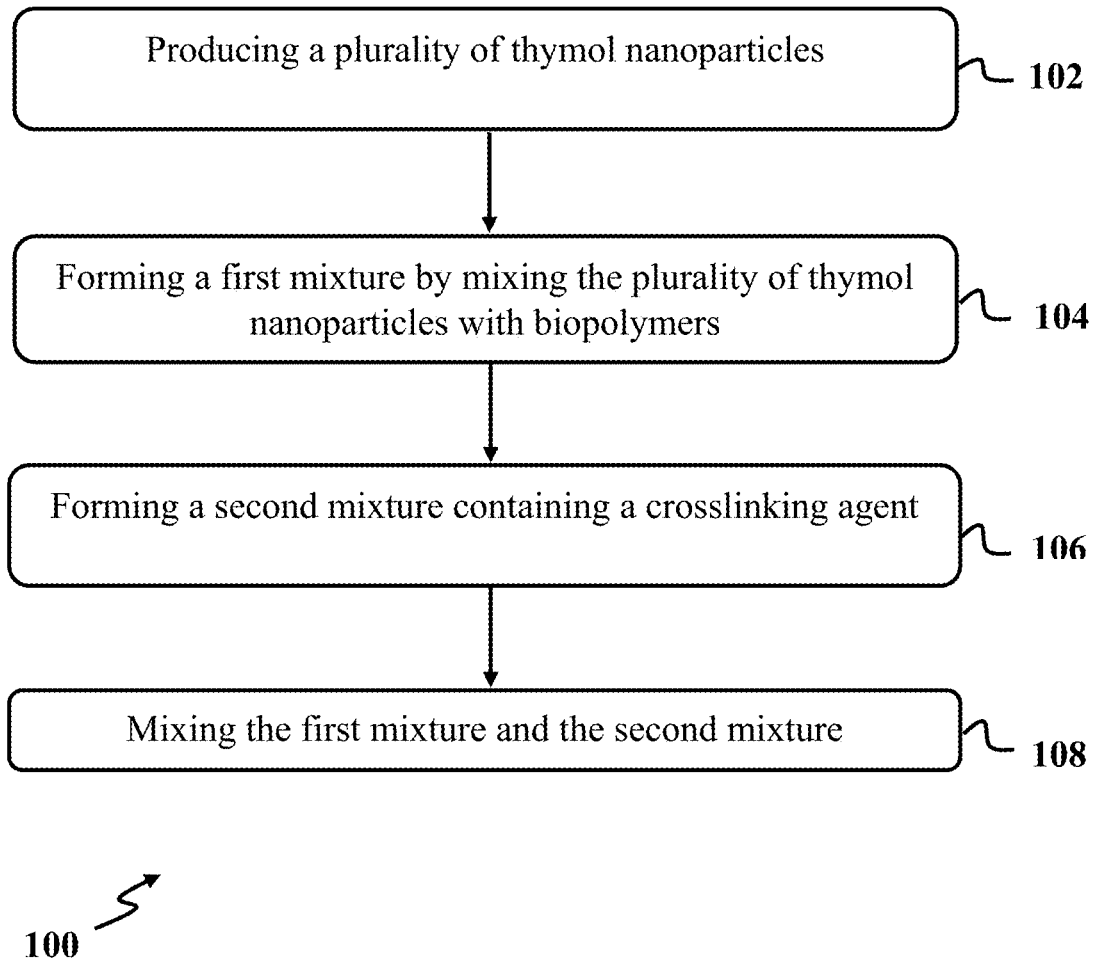 Producing a plurality of thymol nanoparticles
102
Forming a first mixture by mixing the plurality of thymol
nanoparticles with biopolymers
104
Forming a second mixture containing a crosslinking agent
106
Mixing the first mixture and the second mixture
108
100